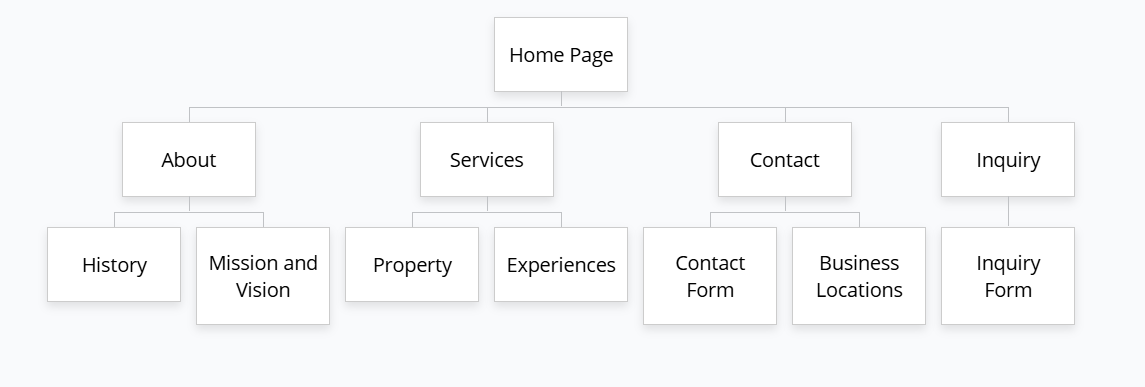 Home Page
About
Services
Contact
Inquiry
History
Mission and
Vision
Property
Experiences
Contact
Form
Business
Locations
Inquiry
Form